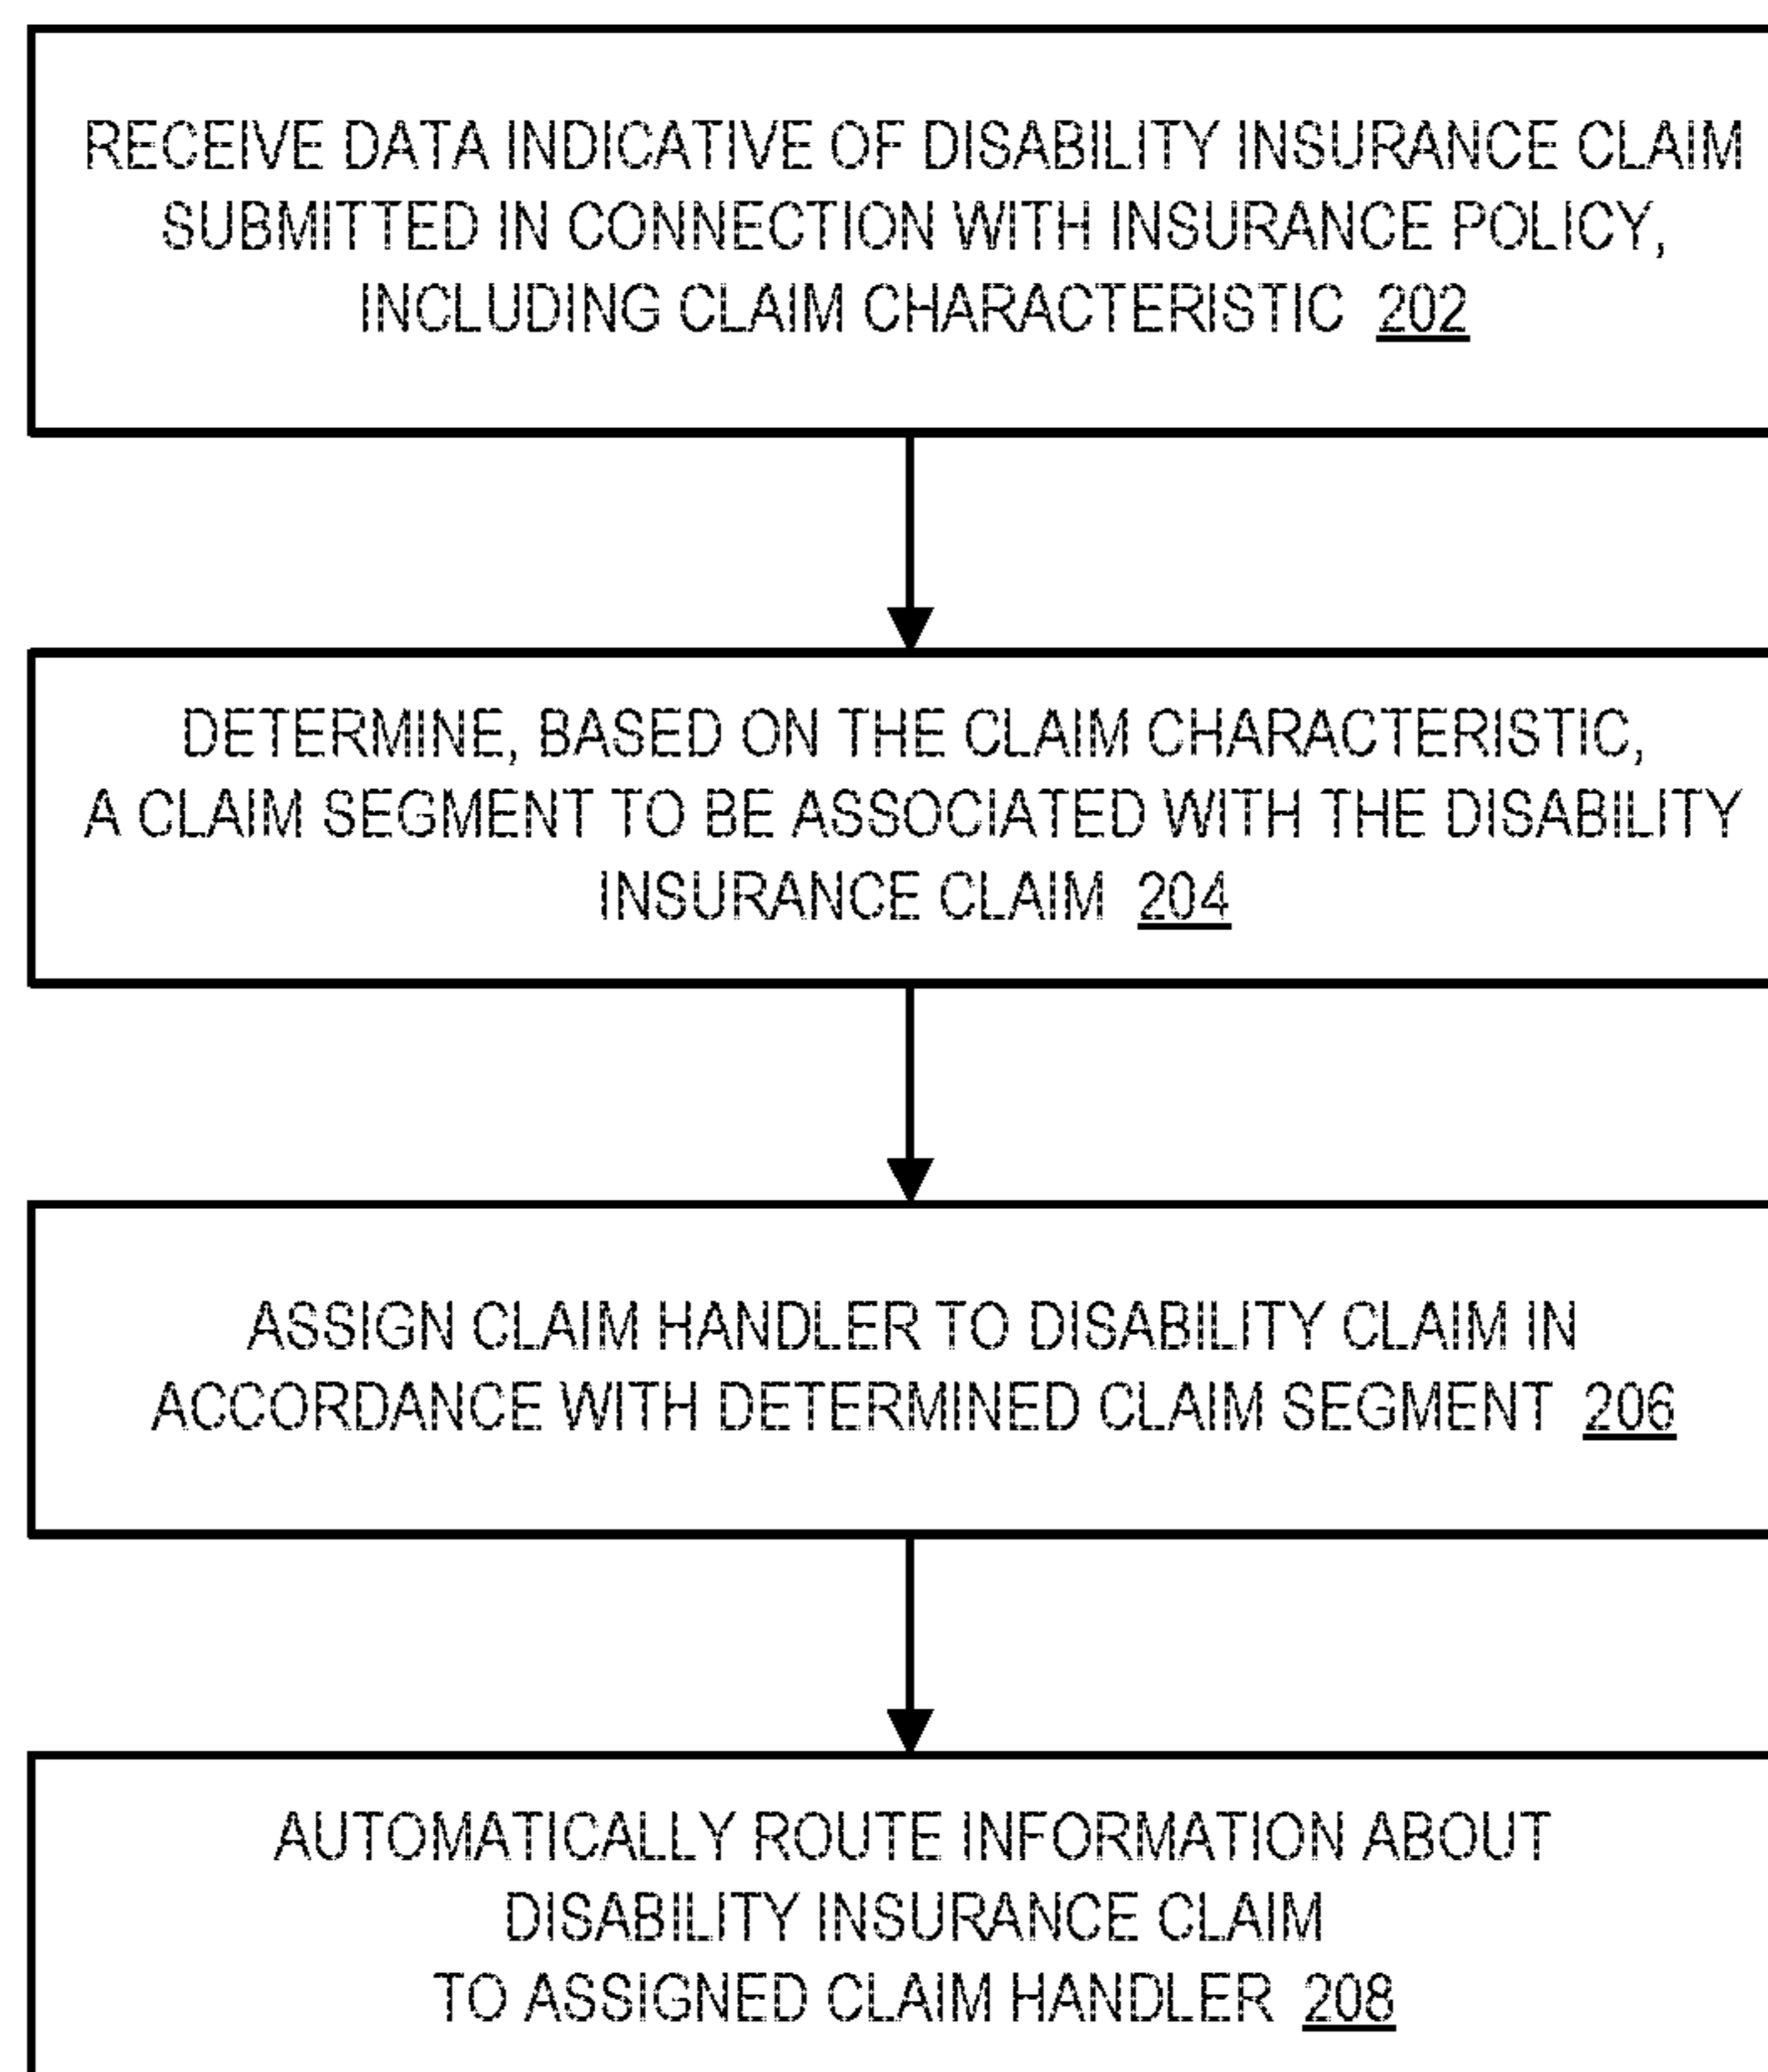 RECEIVE DATA INDICATIVE OF DISABILITY INSURANCE CLAIM
SUBMITTED IN CONNECTION WITH INSURANCE POLICY,
INCLUDING CLAIM CHARACTERISTIC 202
DETERMINE, BASED ON THE CLAIM CHARACTERISTIC,
A CLAIM SEGMENT TO BE ASSOCIATED WITH THE DISABILITY
INSURANCE CLAIM 204
ASSIGN CLAIM HANDLER TO DISABILITY CLAIM IN
ACCORDANCE WITH DETERMINED CLAIM SEGMENT 206
AUTOMATICALLY ROUTE INFORMATION ABOUT
DISABILITY INSURANCE CLAIM
TO ASSIGNED CLAIM HANDLER 208